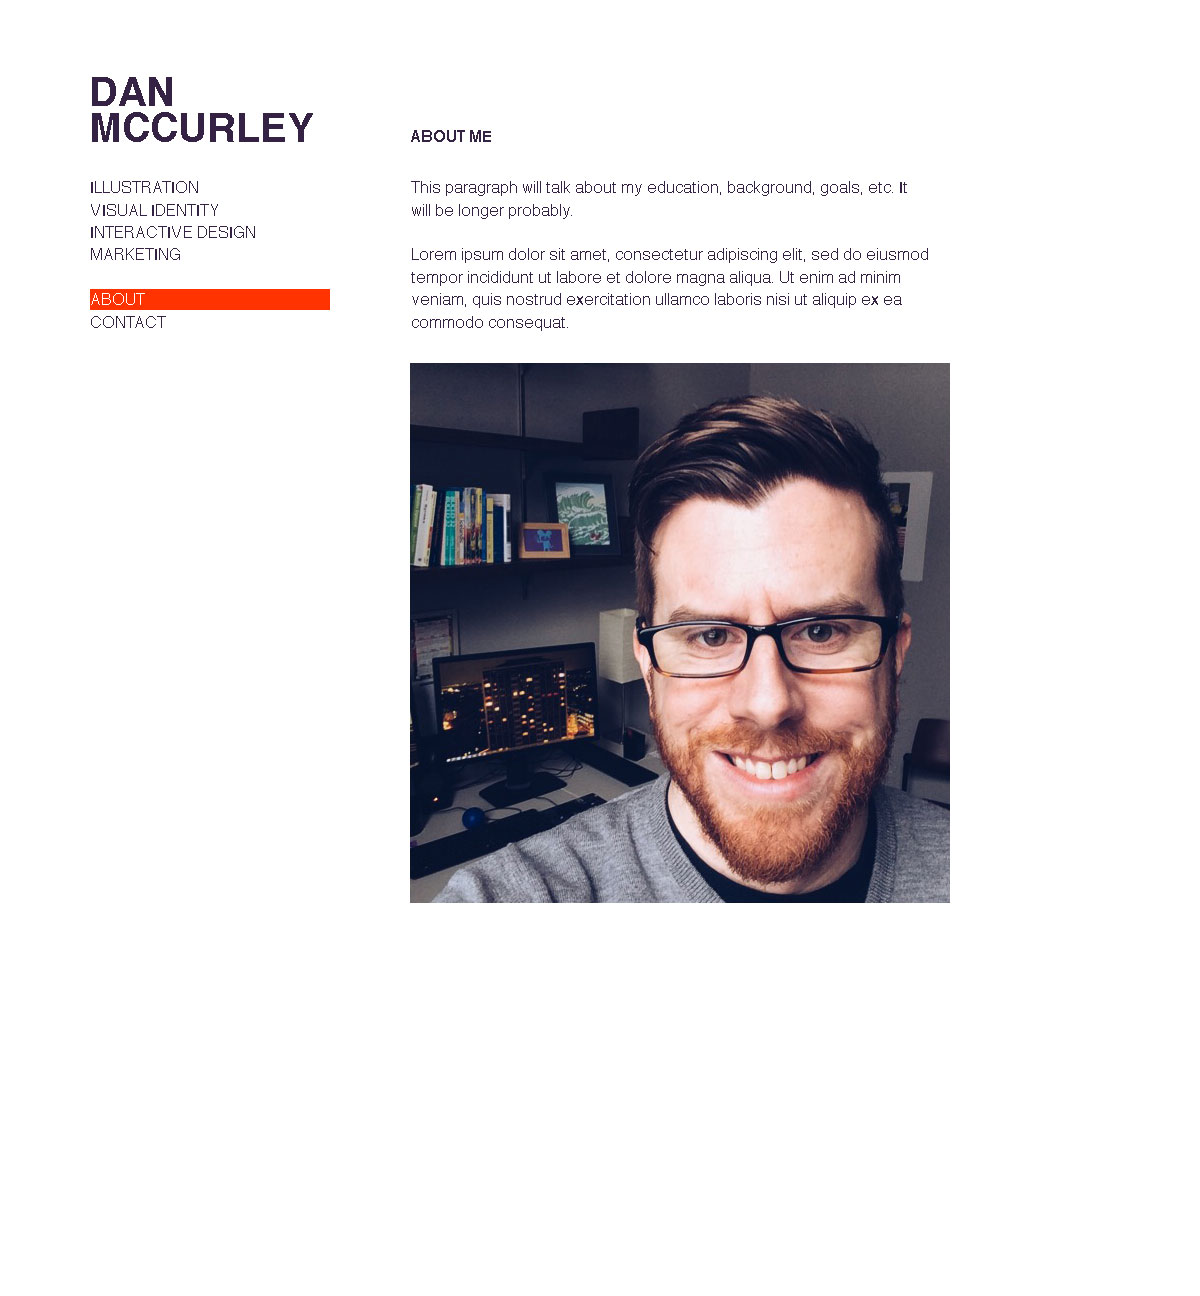 DAN
MCCURLEY
ILLUSTRATION
VISUAL IDENTITY
INTERACTIVE DESIGN
MARKETING
ABOUT
CONTACT
ABOUT ME
This paragraph will talk about my education, background, goals, etc. It
will be longer probably.
Lorem ipsum dolor sit amet, consectetur adipiscing elit, sed do eiusmod
tempor incididunt ut labore et dolore magna aliqua. Ut enim ad minim
veniam, quis nostrud exercitation ullamco laboris nisi ut aliquip ex ea
commodo consequat.